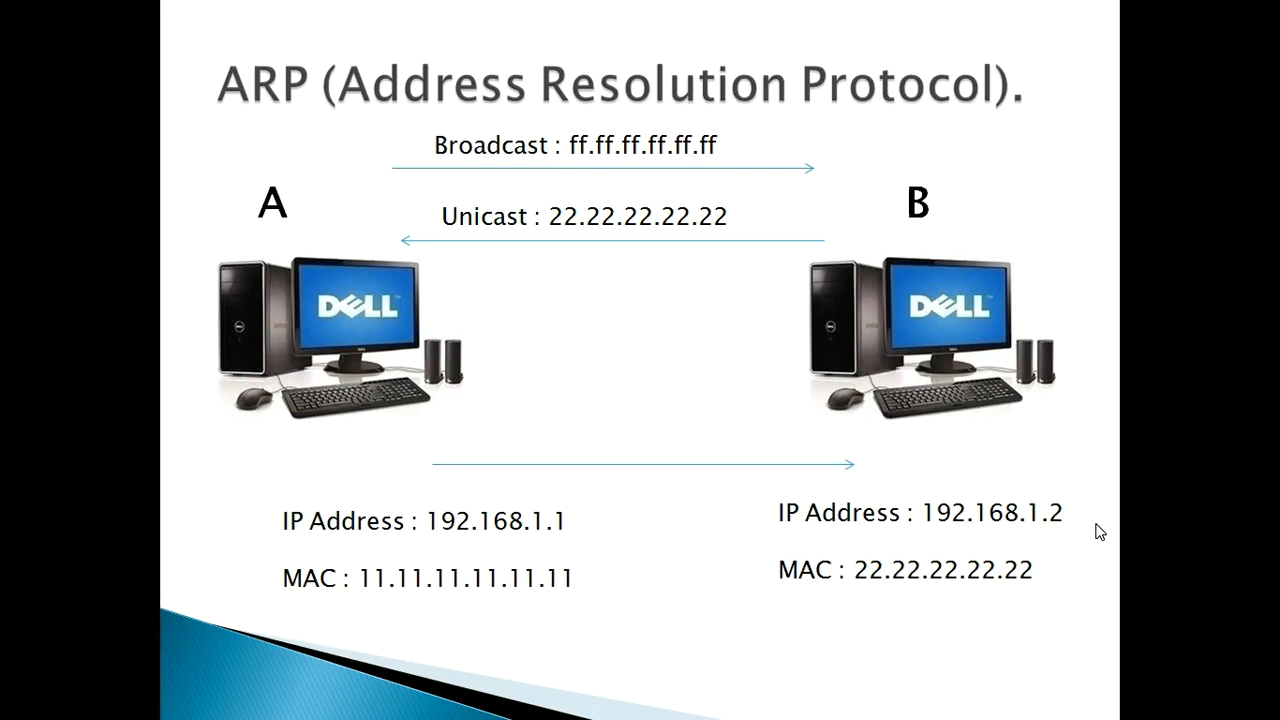 ARP (Address Resolution Protocol).
Broadcast : ff.ff.ff.ff.ff.ff
A
B
Unicast : 22.22.22.22.22
DELL
DELL
IP Address : 192.168.1.1
IP Address : 192.168.1.2
MAC : 11.11.11.11.11.11
MAC : 22.22.22.22.22